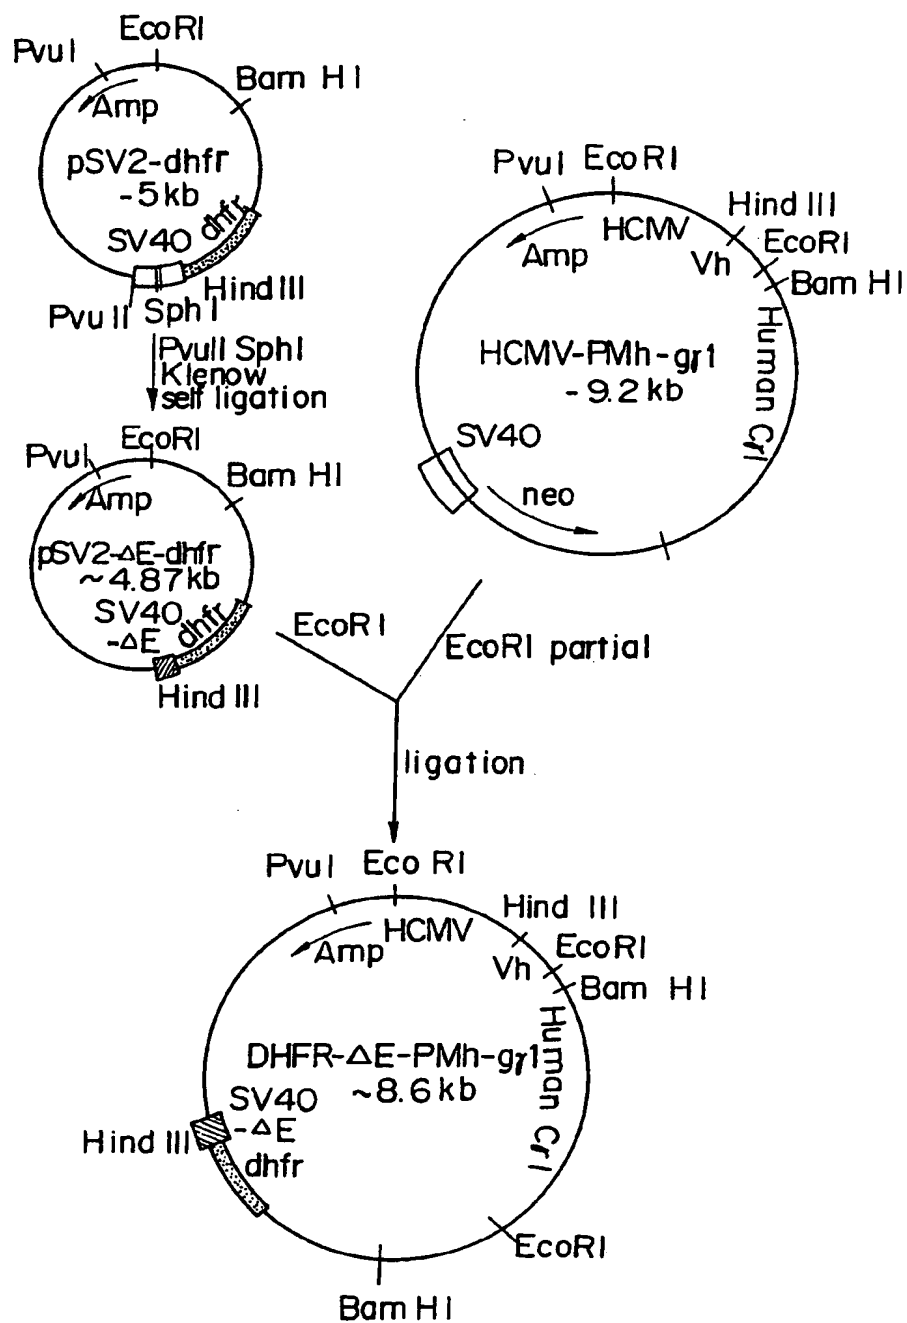 EcoRI
PvuI
Bam HI
Amp
pSV2-dhfr
~5kb
dhfr
SV40
Hind III
PvuII
SphI
PvuII SphI
Klenow
self ligation
EcoRI
PvuI
Bam HI
Amp
pSV2-ΔE-dhfr
~4.87kb
SV40
-ΔE
dhfr
Hind III
PvuI
EcoRI
Hind III
EcoRI
Bam HI
HCMV
Amp
Vh
HCMV-PMh-gγ1
~9.2kb
Human CγI
SV40
neo
EcoRI
EcoRI partial
ligation
PvuI
Eco RI
Hind III
HCMV
Amp
EcoRI
Vh
Bam HI
DHFR-ΔE-PMh-gγ1
~8.6kb
Human CγI
SV40
-ΔE
Hind III
dhfr
EcoRI
Bam HI